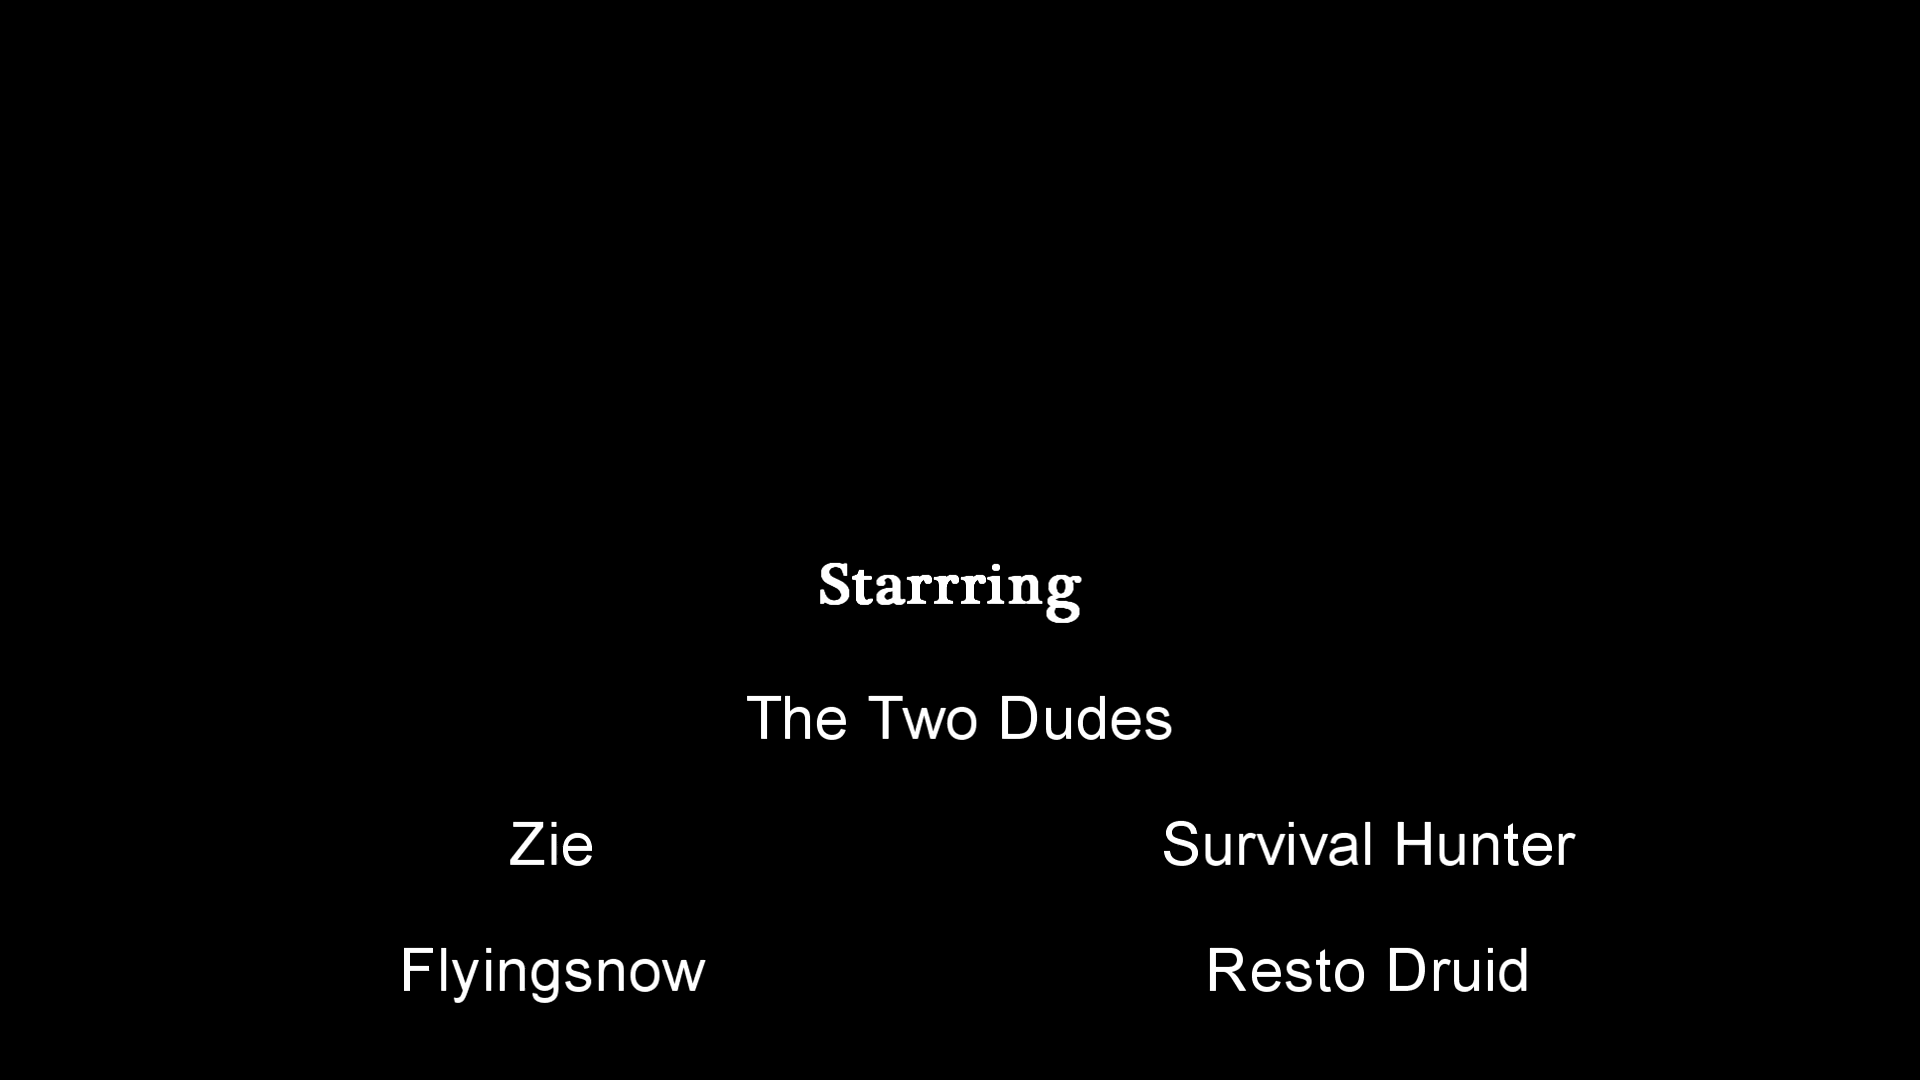 Starrring
The Two Dudes
Zie Survival Hunter
Flyingsnow Resto Druid